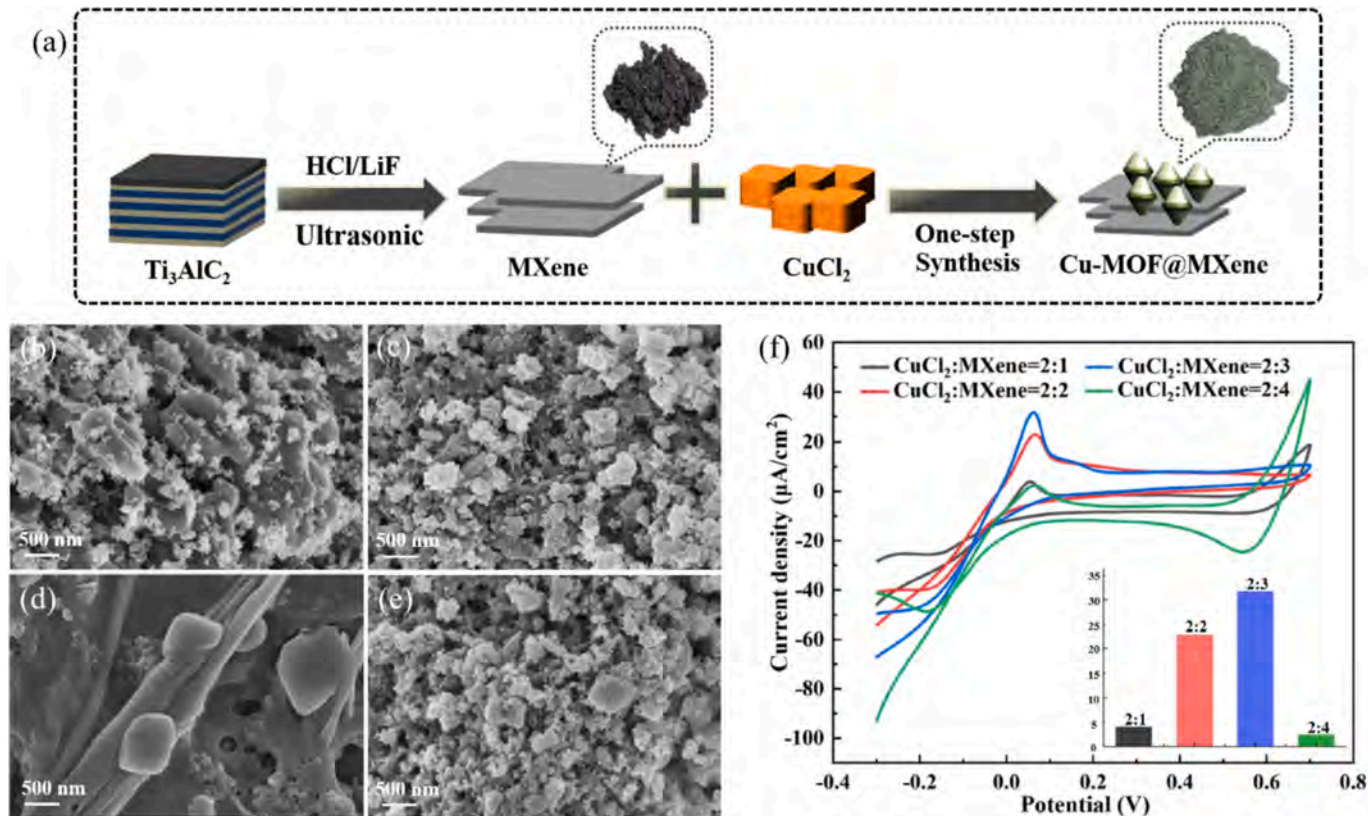 (a)
HCl/LiF
Ultrasonic
Ti₃AlC₂
MXene
CuCl₂
One-step
Synthesis
Cu-MOF@MXene
(b)
500 nm
(c)
500 nm
(d)
500 nm
(e)
500 nm
(f)
60
40
20
0
-20
-40
-60
-80
-100
Current density (μA/cm²)
CuCl₂:MXene=2:1
CuCl₂:MXene=2:3
CuCl₂:MXene=2:2
CuCl₂:MXene=2:4
35
30
25
20
15
10
5
0
2:1
2:2
2:3
2:4
-0.4
-0.2
0.0
0.2
0.4
0.6
0.8
Potential (V)